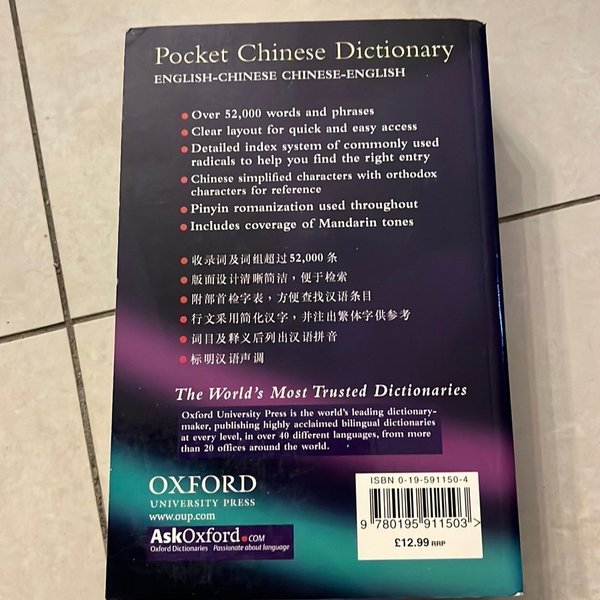 Pocket Chinese Dictionary
ENGLISH-CHINESE CHINESE-ENGLISH
Over 52,000 words and phrases
Clear layout for quick and easy access
Detailed index system of commonly used
radicals to help you find the right entry
Chinese simplified characters with orthodox
characters for reference
Pinyin romanization used throughout
Includes coverage of Mandarin tones
收录词及词组超过 52,000 条
版面设计清晰简洁，便于检索
附部首检字表，方便查找汉语条目
行文采用简化汉字，并注出繁体字供参考
词目及释义后列出汉语拼音
标明汉语声调
The World's Most Trusted Dictionaries
Oxford University Press is the world's leading dictionary-
maker, publishing highly acclaimed bilingual dictionaries
at every level, in over 40 different languages, from more
than 20 offices around the world.
OXFORD
UNIVERSITY PRESS
www.oup.com
AskOxford.COM
Oxford Dictionaries Passionate about language
ISBN 0-19-591150-4
9 780195 911503 >
£12.99 RRP